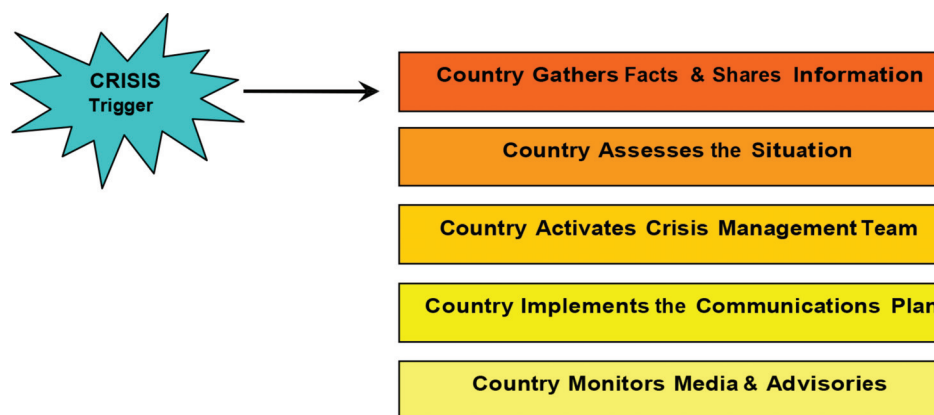 CRISIS
Trigger
Country Gathers Facts & Shares Information
Country Assesses the Situation
Country Activates Crisis Management Team
Country Implements the Communications Plan
Country Monitors Media & Advisories